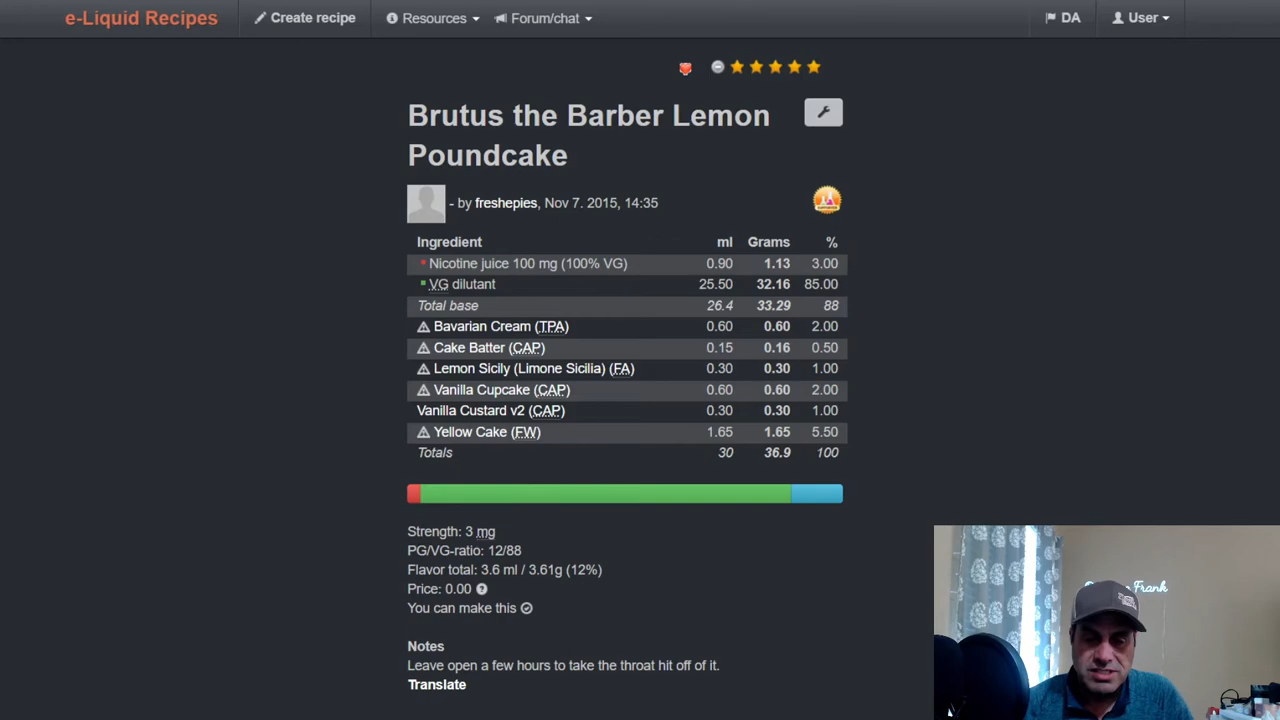 e-Liquid Recipes Create recipe Resources Forum/chat DA User
Brutus the Barber Lemon
Poundcake
- by freshepies, Nov 7. 2015, 14:35
Ingredient ml Grams %
Nicotine juice 100 mg (100% VG) 0.90 1.13 3.00
VG dilutant 25.50 32.16 85.00
Total base 26.4 33.29 88
Bavarian Cream (TPA) 0.60 0.60 2.00
Cake Batter (CAP) 0.15 0.16 0.50
Lemon Sicily (Limone Sicilia) (FA) 0.30 0.30 1.00
Vanilla Cupcake (CAP) 0.60 0.60 2.00
Vanilla Custard v2 (CAP) 0.30 0.30 1.00
Yellow Cake (FW) 1.65 1.65 5.50
Totals 30 36.9 100
Strength: 3 mg
PG/VG-ratio: 12/88
Flavor total: 3.6 ml / 3.61g (12%)
Price: 0.00
You can make this
Notes
Leave open a few hours to take the throat hit off of it.
Translate
Frank